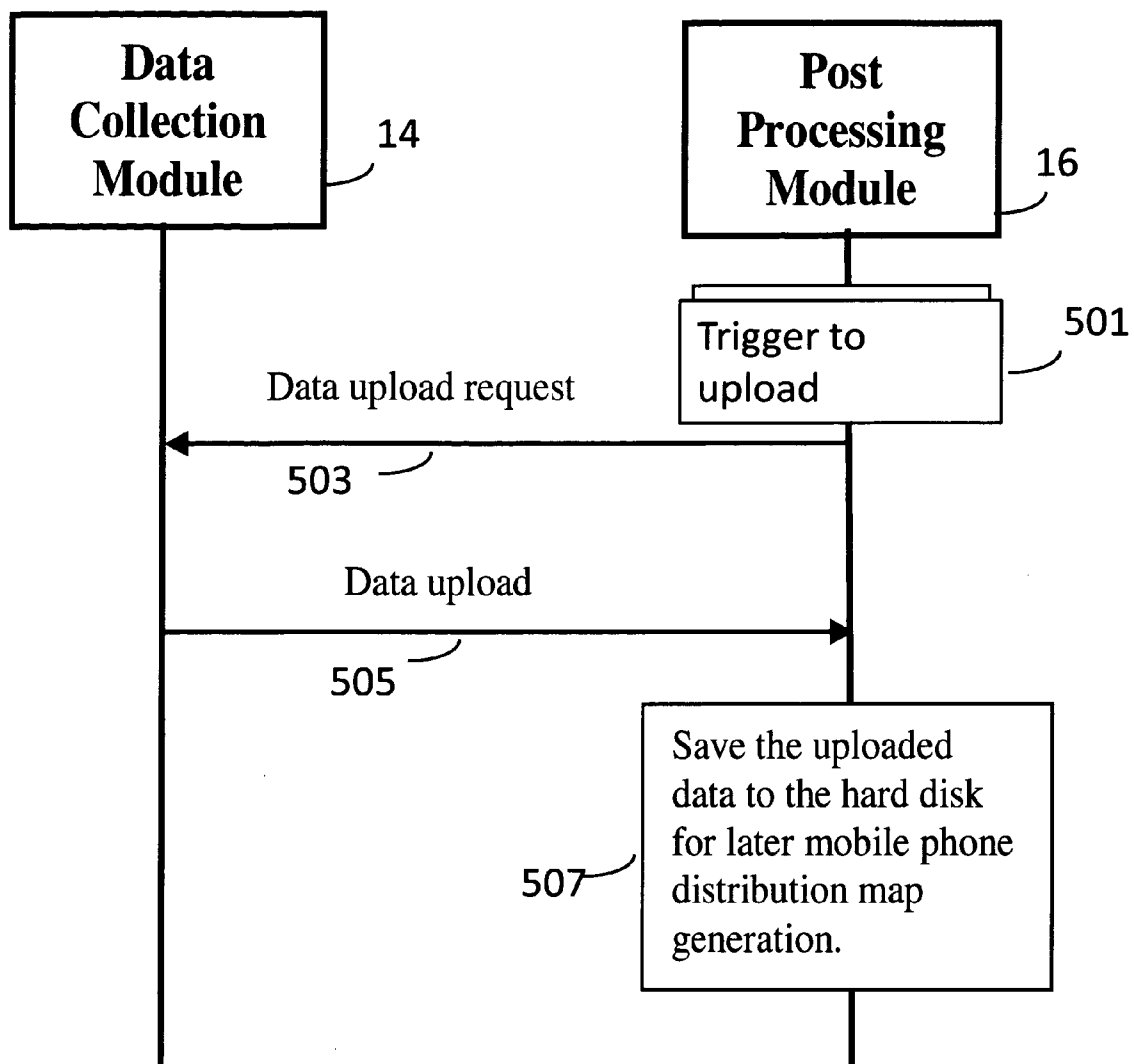 Data
Collection
Module
14
Post
Processing
Module
16
Trigger to
upload
501
Data upload request
503
Data upload
505
Save the uploaded
data to the hard disk
for later mobile phone
distribution map
generation.
507